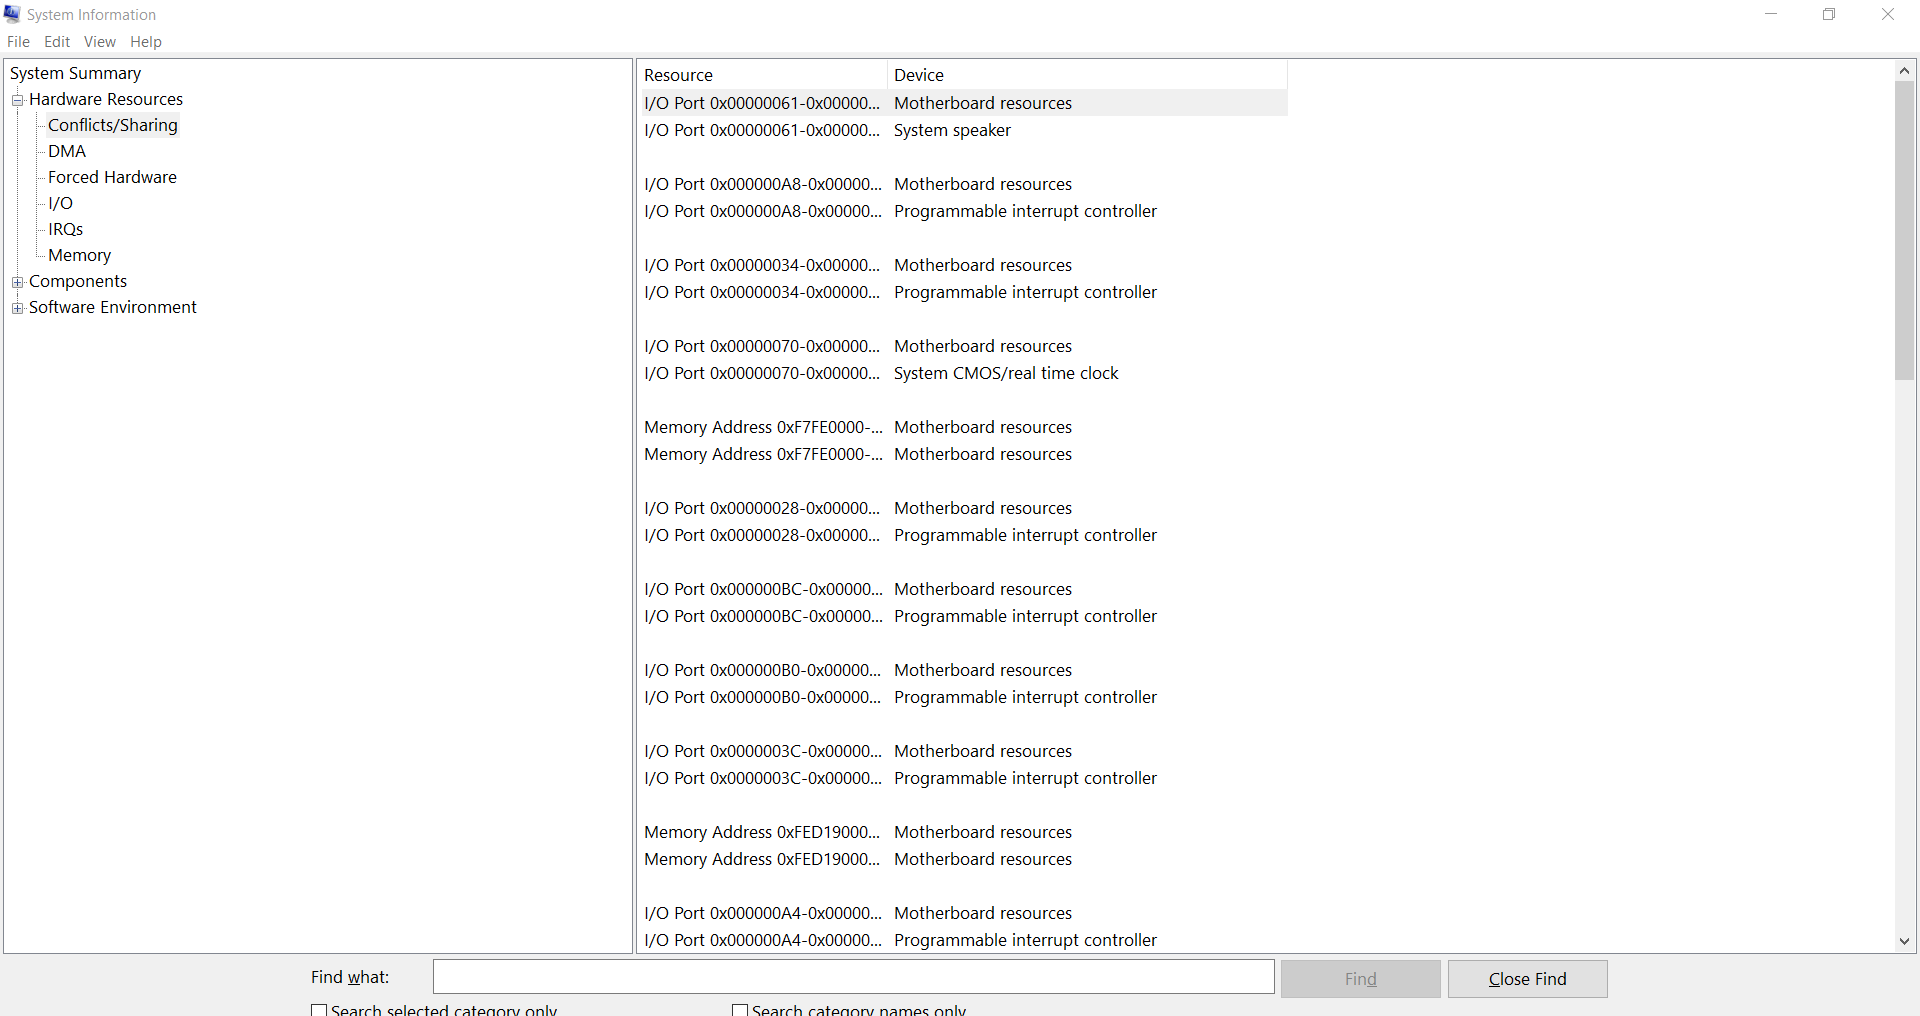 System Information
File Edit View Help
System Summary
Hardware Resources
Conflicts/Sharing
DMA
Forced Hardware
I/O
IRQs
Memory
Components
Software Environment
Resource Device
I/O Port 0x00000061-0x00000... Motherboard resources
I/O Port 0x00000061-0x00000... System speaker
I/O Port 0x000000A8-0x00000... Motherboard resources
I/O Port 0x000000A8-0x00000... Programmable interrupt controller
I/O Port 0x00000034-0x00000... Motherboard resources
I/O Port 0x00000034-0x00000... Programmable interrupt controller
I/O Port 0x00000070-0x00000... Motherboard resources
I/O Port 0x00000070-0x00000... System CMOS/real time clock
Memory Address 0xF7FE0000-... Motherboard resources
Memory Address 0xF7FE0000-... Motherboard resources
I/O Port 0x00000028-0x00000... Motherboard resources
I/O Port 0x00000028-0x00000... Programmable interrupt controller
I/O Port 0x000000BC-0x00000... Motherboard resources
I/O Port 0x000000BC-0x00000... Programmable interrupt controller
I/O Port 0x000000B0-0x00000... Motherboard resources
I/O Port 0x000000B0-0x00000... Programmable interrupt controller
I/O Port 0x0000003C-0x00000... Motherboard resources
I/O Port 0x0000003C-0x00000... Programmable interrupt controller
Memory Address 0xFED19000... Motherboard resources
Memory Address 0xFED19000... Motherboard resources
I/O Port 0x000000A4-0x00000... Motherboard resources
I/O Port 0x000000A4-0x00000... Programmable interrupt controller
Find what: Find Close Find
Search selected category only Search category names only